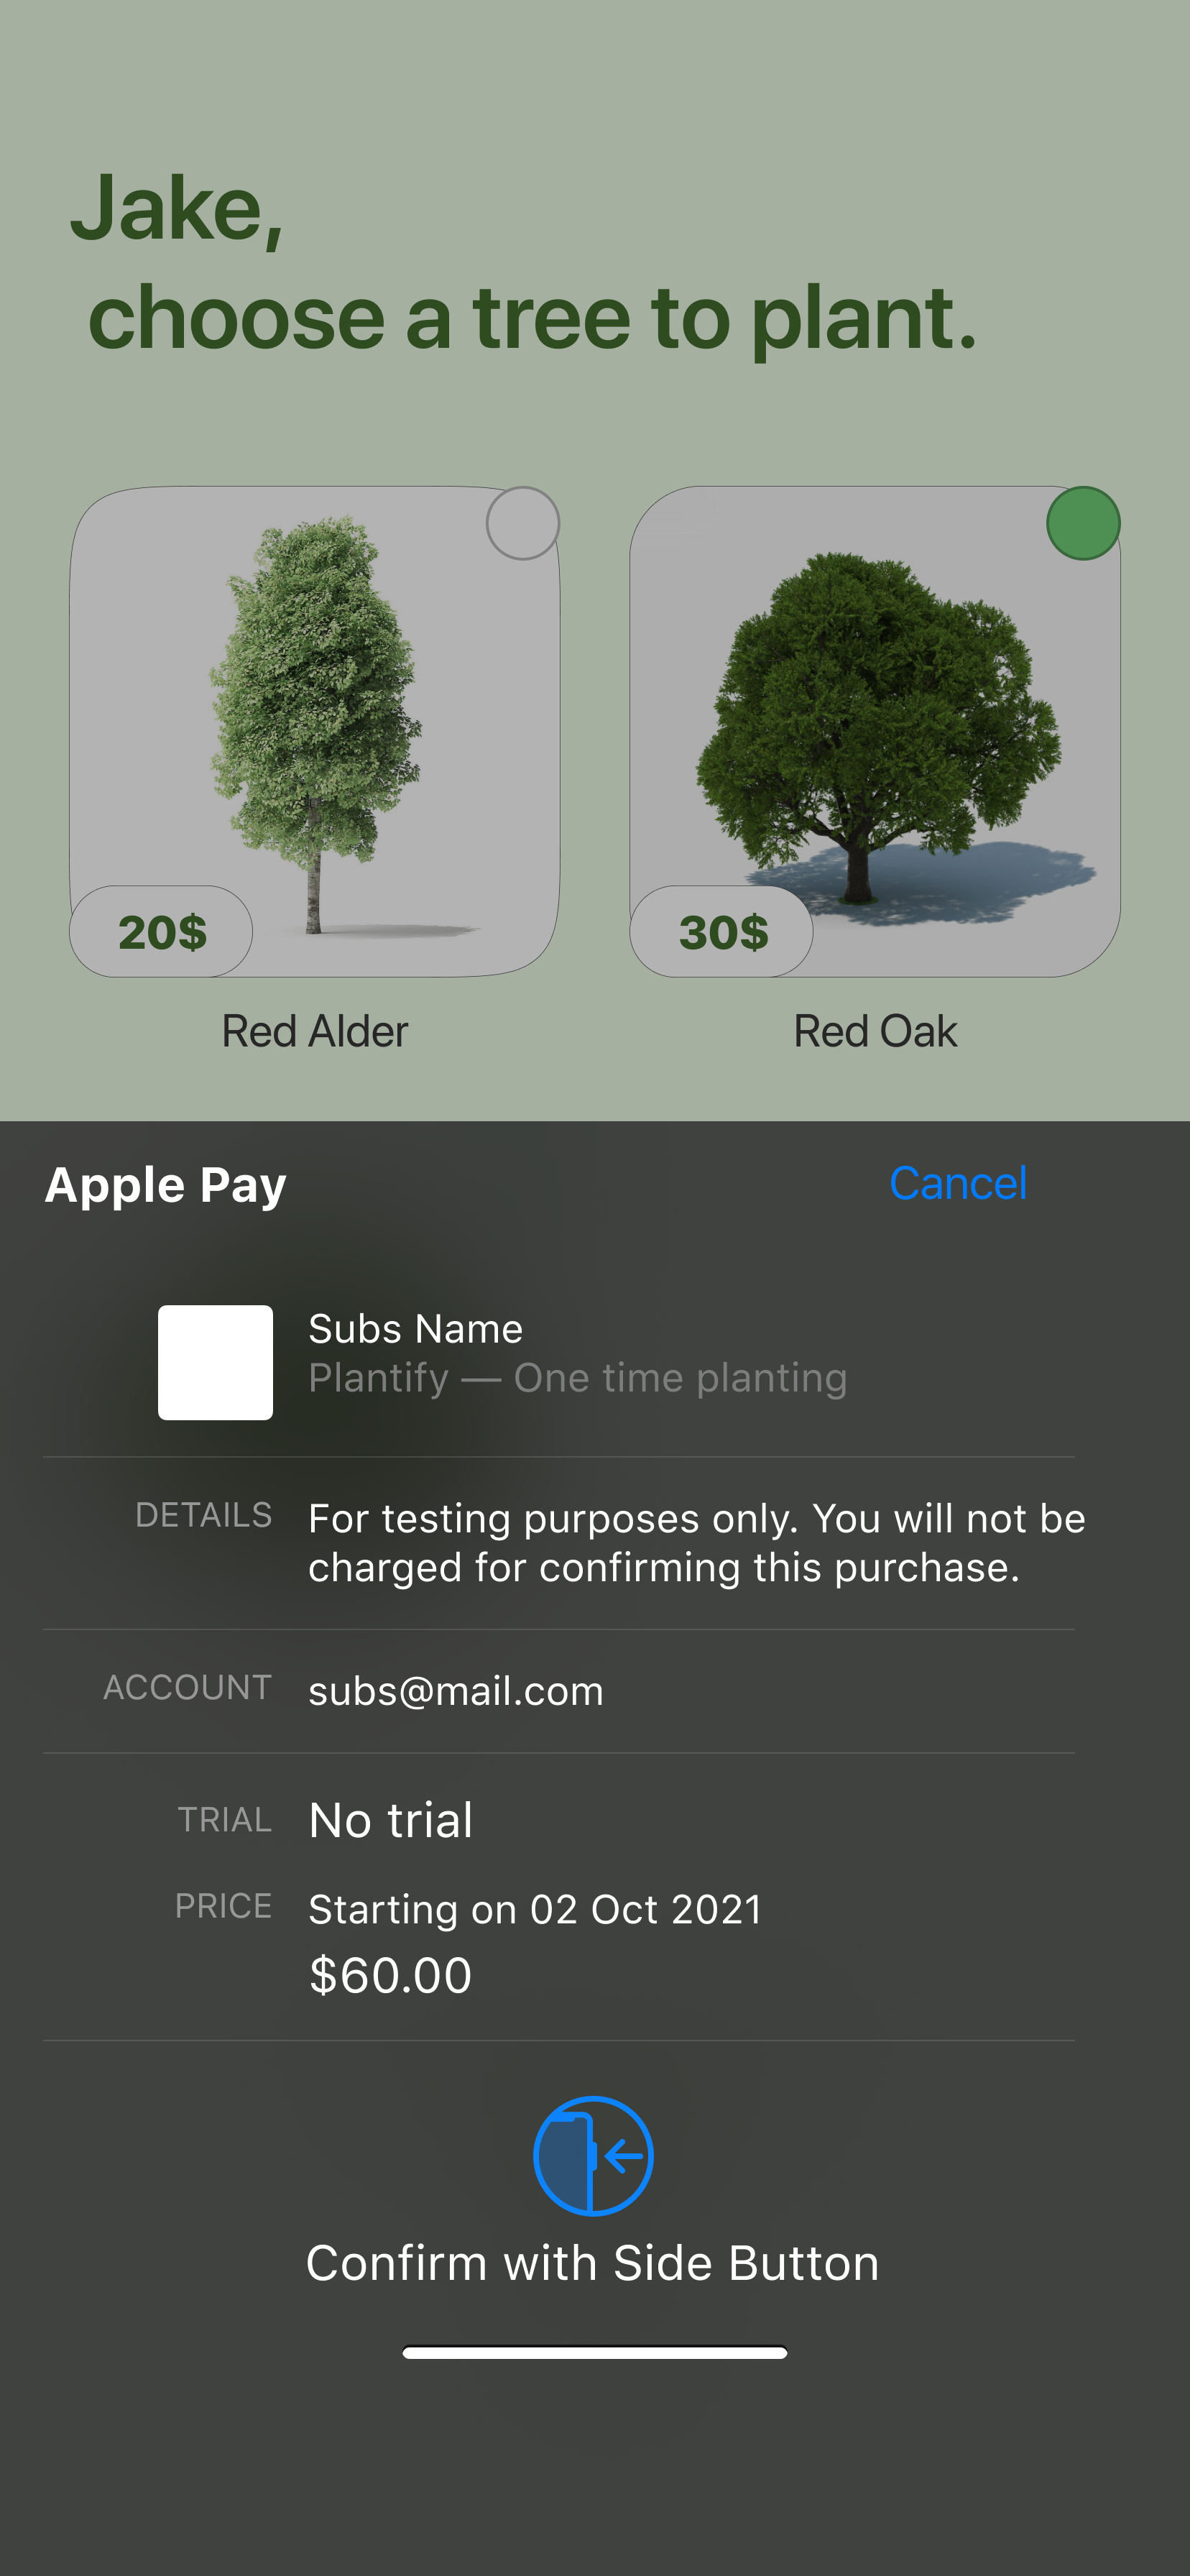 Jake,
choose a tree to plant.
20$
30$
Red Alder
Red Oak
Apple Pay
Cancel
Subs Name
Plantify — One time planting
DETAILS
For testing purposes only. You will not be
charged for confirming this purchase.
ACCOUNT
subs@mail.com
TRIAL
No trial
PRICE
Starting on 02 Oct 2021
$60.00
Confirm with Side Button